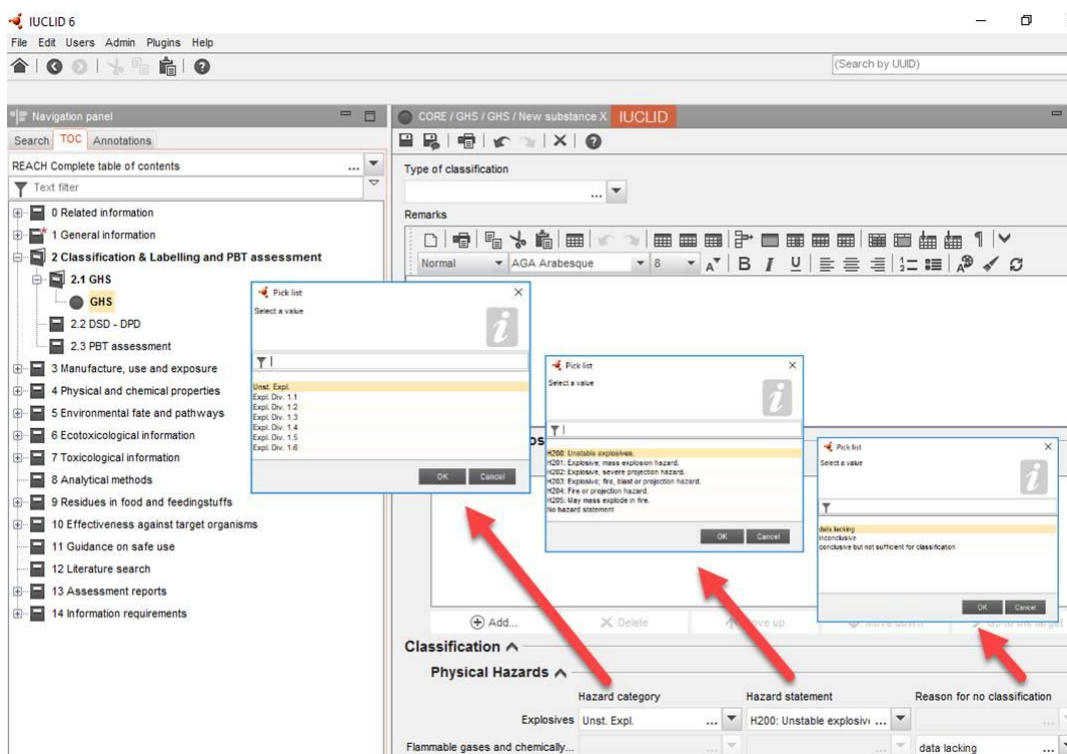 IUCLID 6
File Edit Users Admin Plugins Help
(Search by UUID)
Navigation panel
CORE / GHS / GHS / New substance X IUCLID
Search TOC Annotations
REACH Complete table of contents ...
Text filter
Type of classification
...
Remarks
0 Related information
1 General information
2 Classification & Labelling and PBT assessment
2.1 GHS
GHS
2.2 DSD - DPD
2.3 PBT assessment
3 Manufacture, use and exposure
4 Physical and chemical properties
5 Environmental fate and pathways
6 Ecotoxicological information
7 Toxicological information
8 Analytical methods
9 Residues in food and feedingstuffs
10 Effectiveness against target organisms
11 Guidance on safe use
12 Literature search
13 Assessment reports
14 Information requirements
Normal AGA Arabesque 8 B I U
Pick list
Select a value
Unst. Expl.
Expl. Div. 1.1
Expl. Div. 1.2
Expl. Div. 1.3
Expl. Div. 1.4
Expl. Div. 1.5
Expl. Div. 1.6
OK Cancel
Pick list
Select a value
H200: Unstable explosives.
H201: Explosive; mass explosion hazard.
H202: Explosive, severe projection hazard.
H203: Explosive; fire, blast or projection hazard.
H204: Fire or projection hazard.
H205: May mass explode in fire.
No hazard statement
OK Cancel
Pick list
Select a value
data lacking
inconclusive
conclusive but not sufficient for classification
OK Cancel
Add... Delete Move up Move down Go to link target
Classification
Physical Hazards
Hazard category Hazard statement Reason for no classification
Explosives Unst. Expl. ... H200: Unstable explosiv ... ...
Flammable gases and chemically... ... ... data lacking ...